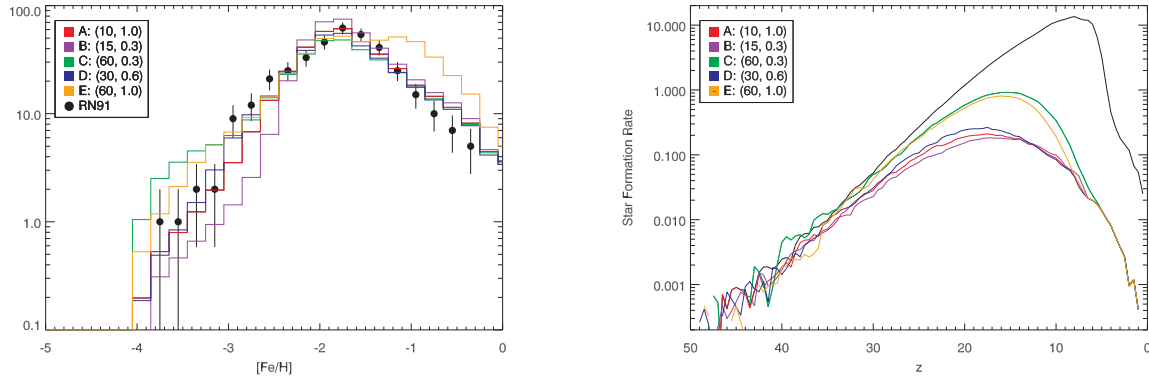 100.0
10.0
1.0
0.1
A: (10, 1.0)
B: (15, 0.3)
C: (60, 0.3)
D: (30, 0.6)
E: (60, 1.0)
RN91
-5 -4 -3 -2 -1 0
[Fe/H]
Star Formation Rate
10.000
1.000
0.100
0.010
0.001
A: (10, 1.0)
B: (15, 0.3)
C: (60, 0.3)
D: (30, 0.6)
E: (60, 1.0)
50 40 30 20 10 0
z